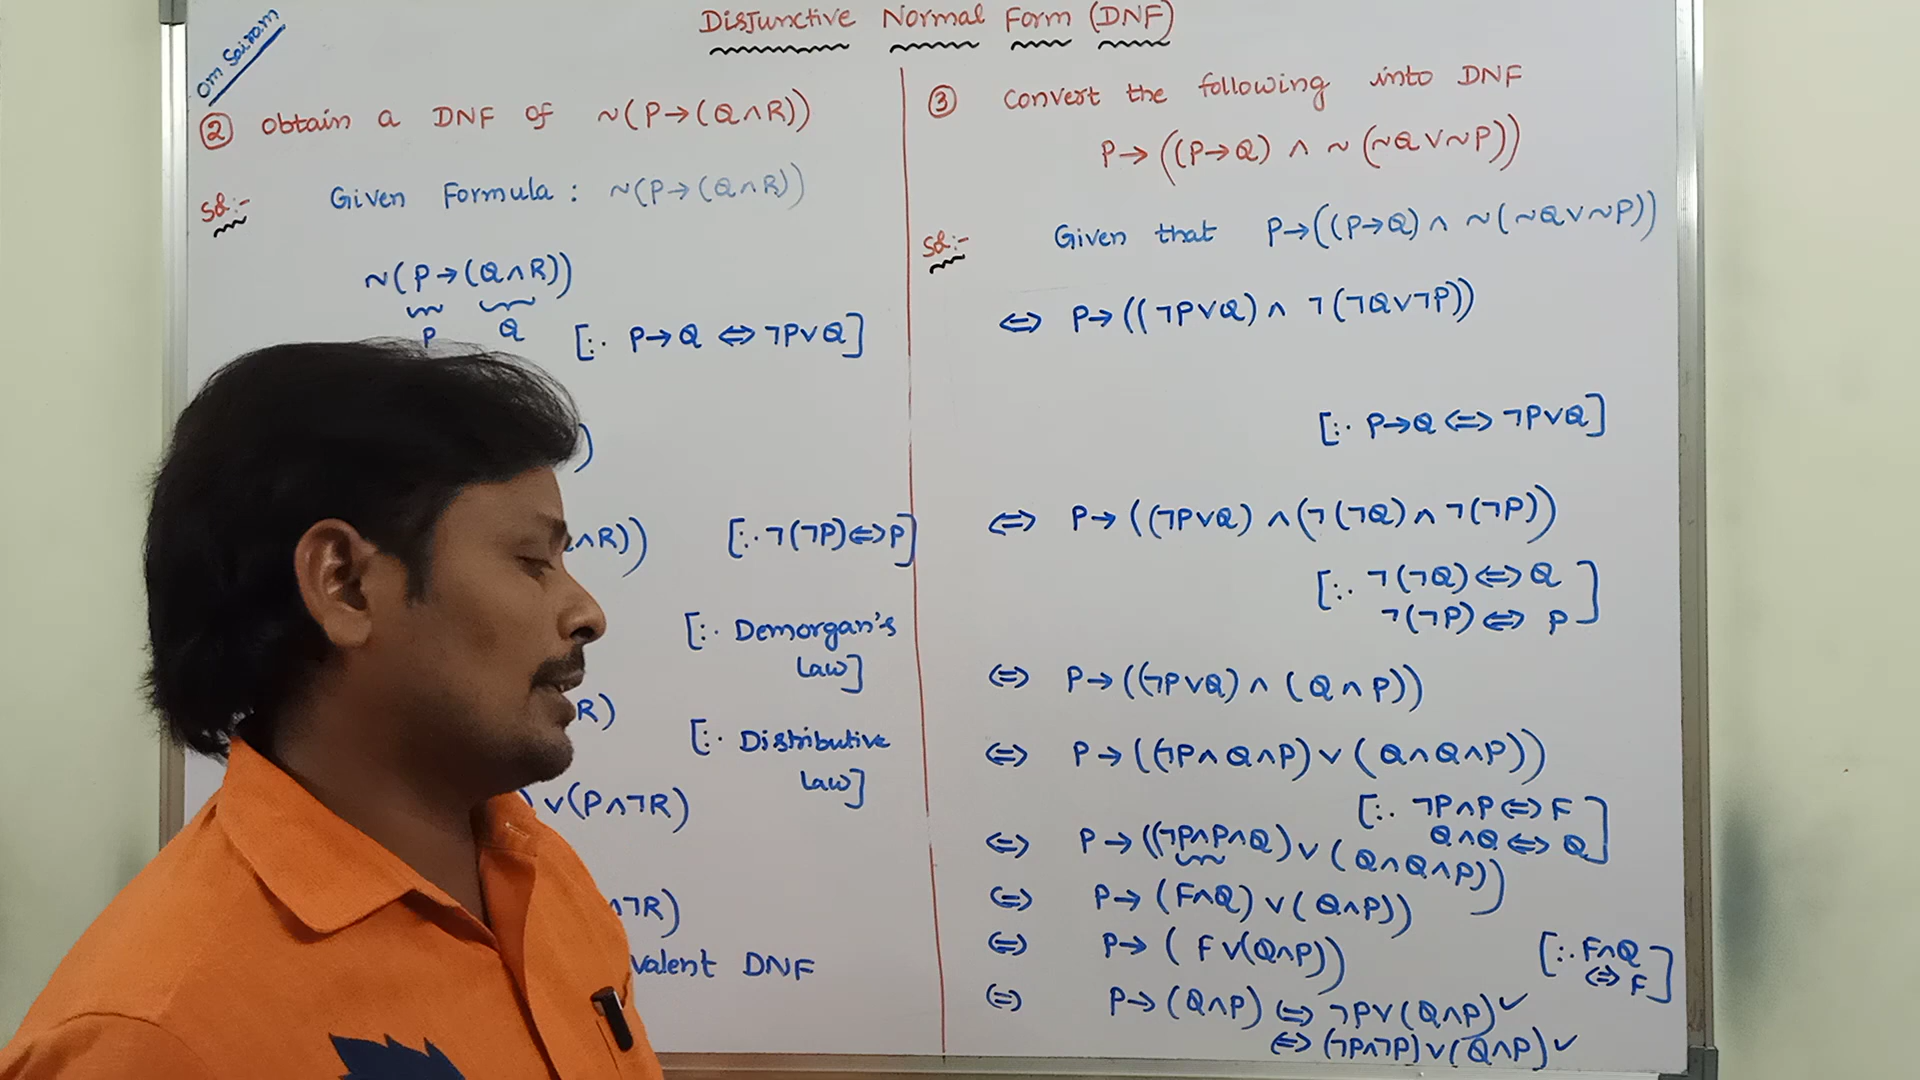 Disjunctive Normal Form (DNF)
Om Sairam
② Obtain a DNF of ~(P→(Q∧R))
Sol:- Given Formula: ~(P→(Q∧R))
~(P→(Q∧R))
P Q [∵ P→Q ⇔ ¬P∨Q]
)
∧R)) [∵ ¬(¬P)⇔P]
[∵ Demorgan's
Law]
R)
[∵ Distributive
Law]
) ∨(P∧¬R)
∧¬R)
valent DNF
③ Convert the following into DNF
P→((P→Q) ∧ ~(~Q∨~P))
Sol:- Given that P→((P→Q)∧ ~(~Q∨~P))
⇔ P→((¬P∨Q)∧ ¬(¬Q∨¬P))
[∵ P→Q ⇔ ¬P∨Q]
⇔ P→((¬P∨Q) ∧(¬(¬Q)∧ ¬(¬P))
[∵ ¬(¬Q)⇔Q
¬(¬P)⇔ P]
⇔ P→((¬P∨Q)∧ (Q∧P))
⇔ P→((¬P∧Q∧P)∨(Q∧Q∧P))
[∵ ¬P∧P⇔F
Q∧Q⇔Q]
⇔ P→((¬P∧P∧Q)∨(Q∧Q∧P))
⇔ P→(F∧Q)∨(Q∧P))
⇔ P→(F∨(Q∧P)) [∵ F∧Q
⇔ F]
⇔ P→(Q∧P)⇔ ¬P∨(Q∧P)✓
⇔ (¬P∧¬P)∨(Q∧P)✓